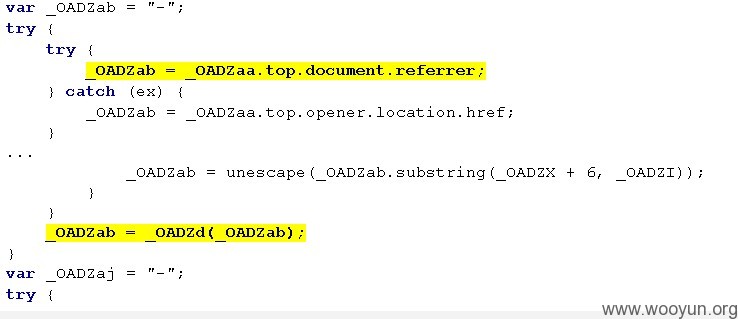 var _OADZab = "-";
try {
    try {
        _OADZab = _OADZaa.top.document.referrer;
    } catch (ex) {
        _OADZab = _OADZaa.top.opener.location.href;
    }
...
            _OADZab = unescape(_OADZab.substring(_OADZX + 6, _OADZI));
        }
    }
    _OADZab = _OADZd(_OADZab);
}
var _OADZaj = "-";
try {
www.wooyun.org